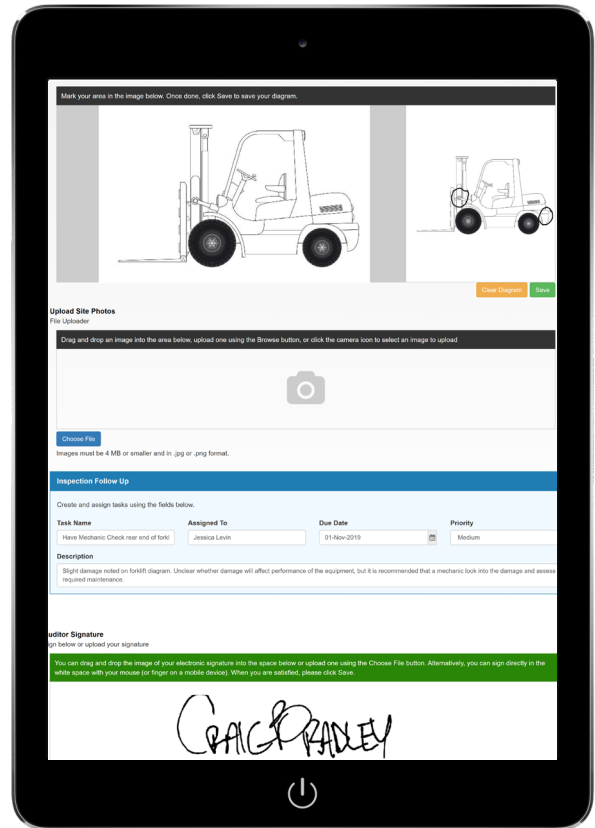 Mark your area in the image below. Once done, click Save to save your diagram.
Clear Diagram Save
Upload Site Photos
File Uploader
Drag and drop an image into the area below, upload one using the Browse button, or click the camera icon to select an image to upload
Choose File
Images must be 4 MB or smaller and in .jpg or .png format.
Inspection Follow Up
Create and assign tasks using the fields below.
Task Name Assigned To Due Date Priority
Have Mechanic Check rear end of forkl Jessica Levin 01-Nov-2019 Medium
Description
Slight damage noted on forklift diagram. Unclear whether damage will affect performance of the equipment, but it is recommended that a mechanic look into the damage and assess
required maintenance.
uditor Signature
gn below or upload your signature
You can drag and drop the image of your electronic signature into the space below or upload one using the Choose File button. Alternatively, you can sign directly in the
white space with your mouse (or finger on a mobile device). When you are satisfied, please click Save.
CRAIG BRADLEY